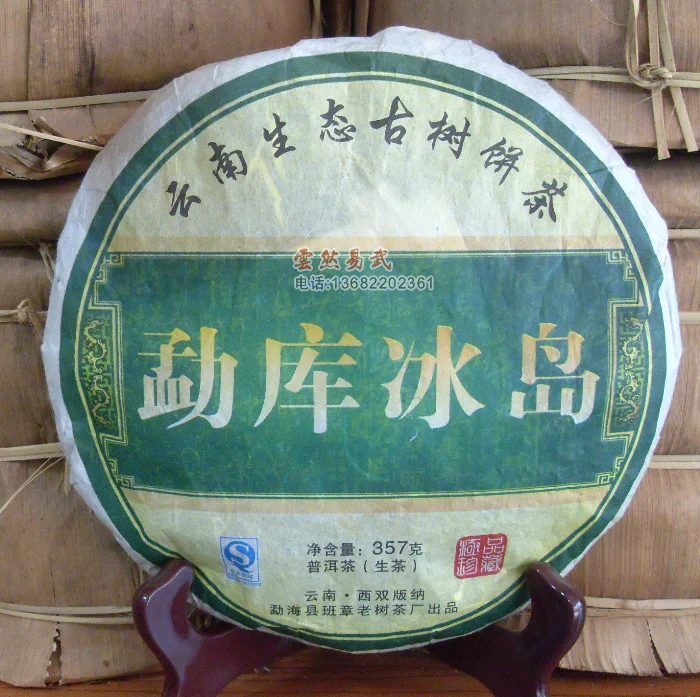 云南生态古树饼茶
雲然易武
电话:13682202361
勐库冰岛
净含量：357克
普洱茶（生茶）
极品珍藏
云南·西双版纳
勐海县班章老树茶厂出品